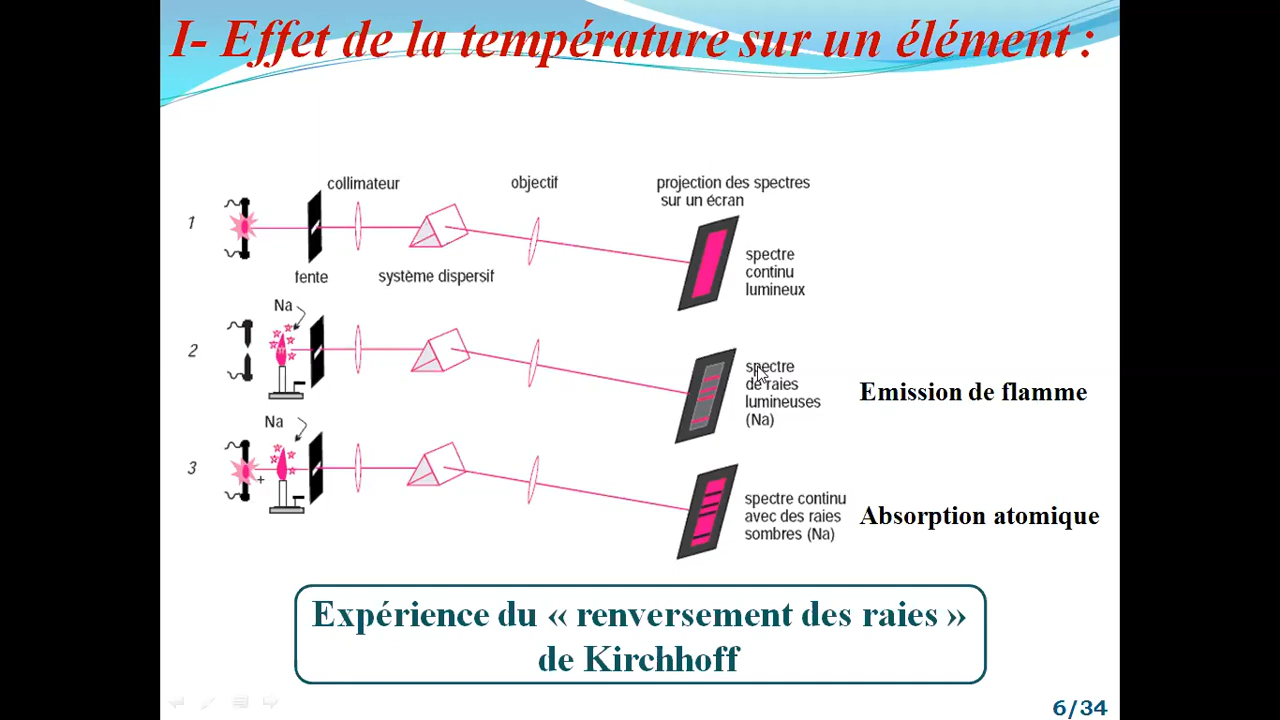 I- Effet de la température sur un élément :
collimateur
objectif
projection des spectres
sur un écran
1
fente
système dispersif
spectre
continu
lumineux
Na
2
spectre
de raies
lumineuses
(Na)
Emission de flamme
Na
3
+
spectre continu
avec des raies
sombres (Na)
Absorption atomique
Expérience du « renversement des raies »
de Kirchhoff
6/34